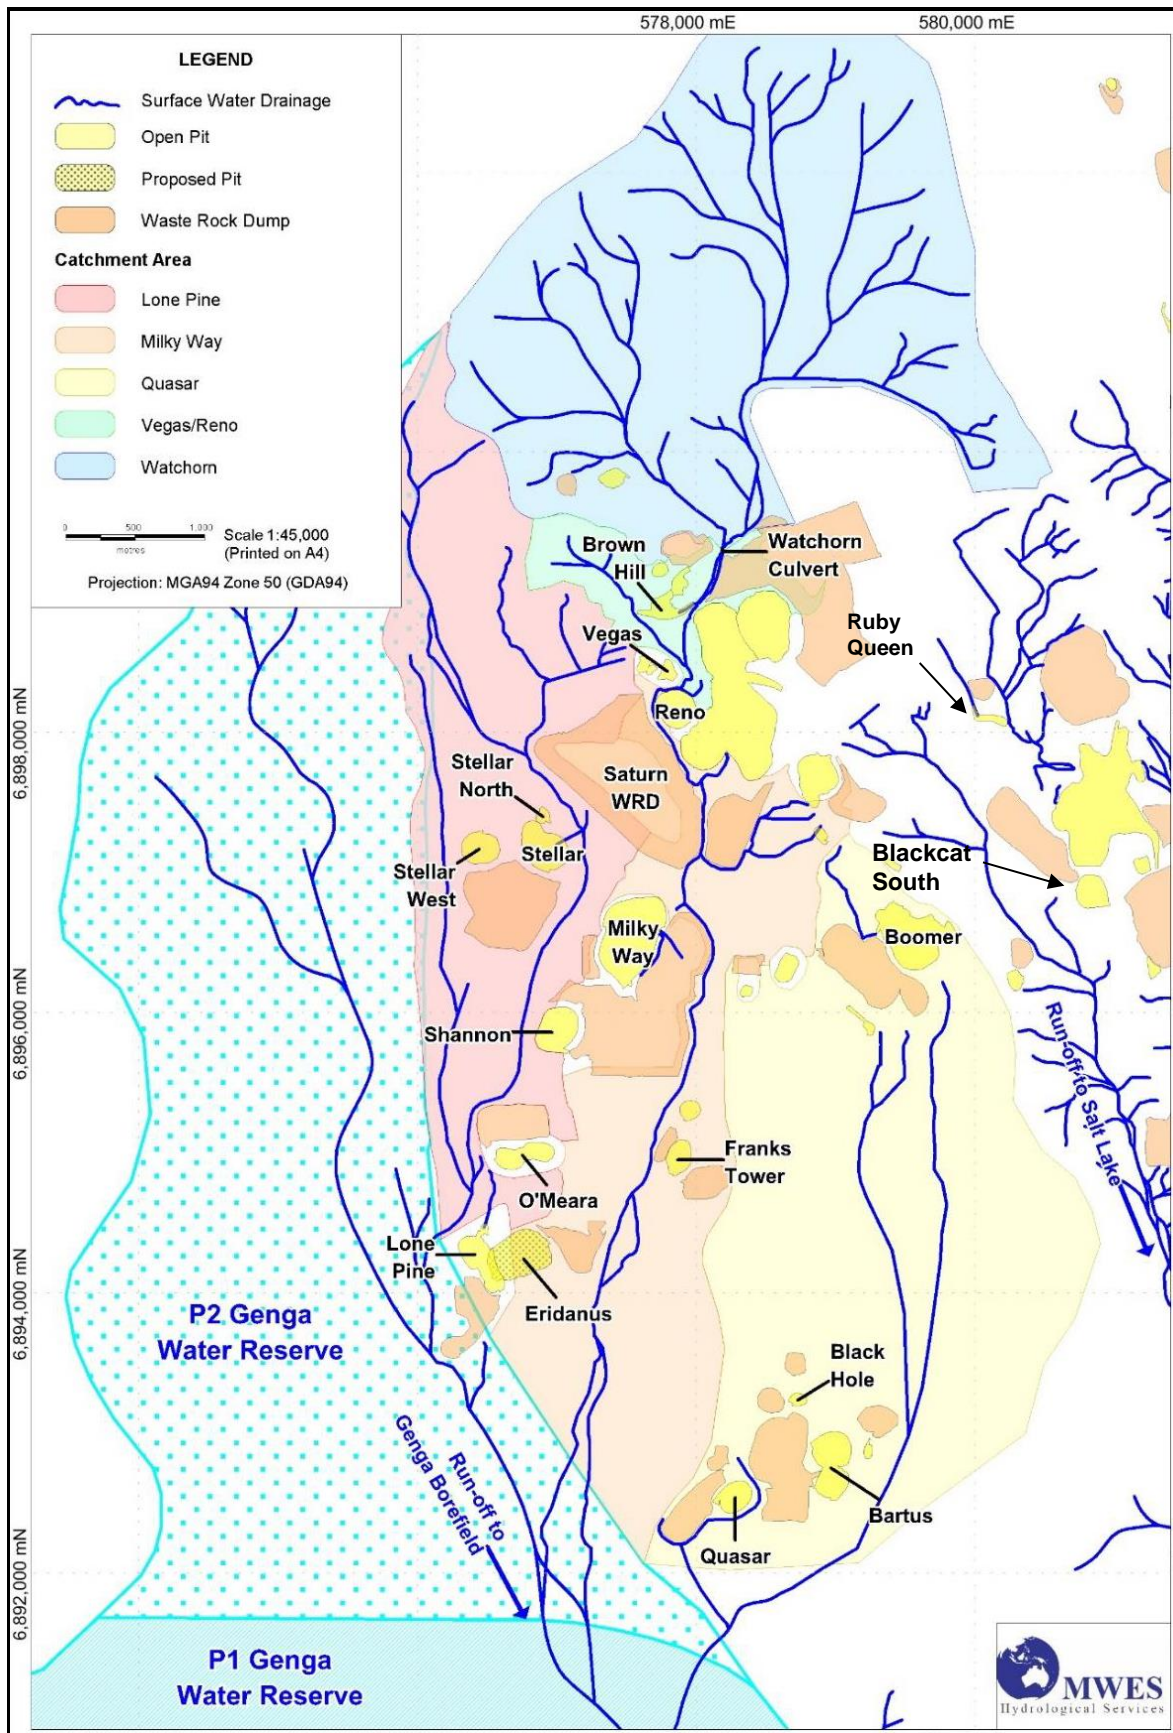 578,000 mE
580,000 mE
LEGEND
Surface Water Drainage
Open Pit
Proposed Pit
Waste Rock Dump
Catchment Area
Lone Pine
Milky Way
Quasar
Vegas/Reno
Watchorn
0 500 1,000
metres
Scale 1:45,000
(Printed on A4)
Projection: MGA94 Zone 50 (GDA94)
Brown
Hill
Watchorn
Culvert
Vegas
Ruby
Queen
Reno
6,898,000 mN
Stellar
North
Saturn
WRD
Stellar
Stellar
West
Blackcat
South
Milky
Way
Boomer
6,896,000 mN
Shannon
Run-off to Salt Lake
Franks
Tower
O'Meara
Lone
Pine
6,894,000 mN
Eridanus
P2 Genga
Water Reserve
Black
Hole
Run-off to
Genga Borefield
Bartus
Quasar
6,892,000 mN
P1 Genga
Water Reserve
MWES
Hydrological Services